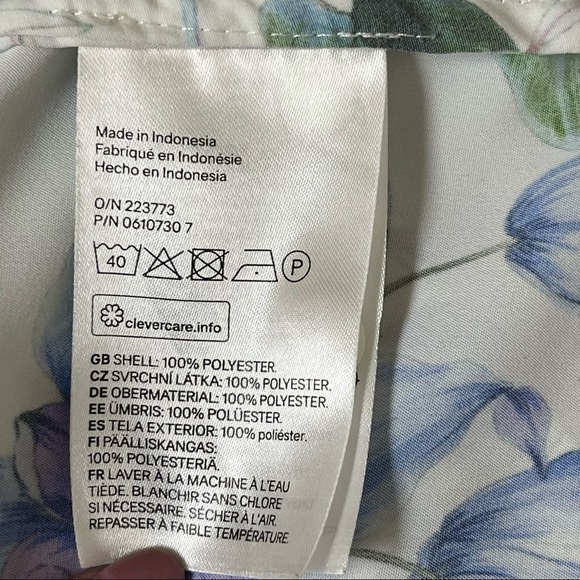 Made in Indonesia
Fabriqué en Indonésie
Hecho en Indonesia
O/N 223773
P/N 0610730 7
40 P
clevercare.info
GB SHELL: 100% POLYESTER.
CZ SVRCHNÍ LÁTKA: 100% POLYESTER.
DE OBERMATERIAL: 100% POLYESTER.
EE ÜMBRIS: 100% POLÜESTER.
ES TELA EXTERIOR: 100% poliéster.
FI PÄÄLLISKANGAS:
100% POLYESTERIÄ.
FR LAVER À LA MACHINE À L'EAU
TIÈDE. BLANCHIR SANS CHLORE
SI NÉCESSAIRE. SÉCHER À L'AIR.
REPASSER À FAIBLE TEMPÉRATURE.